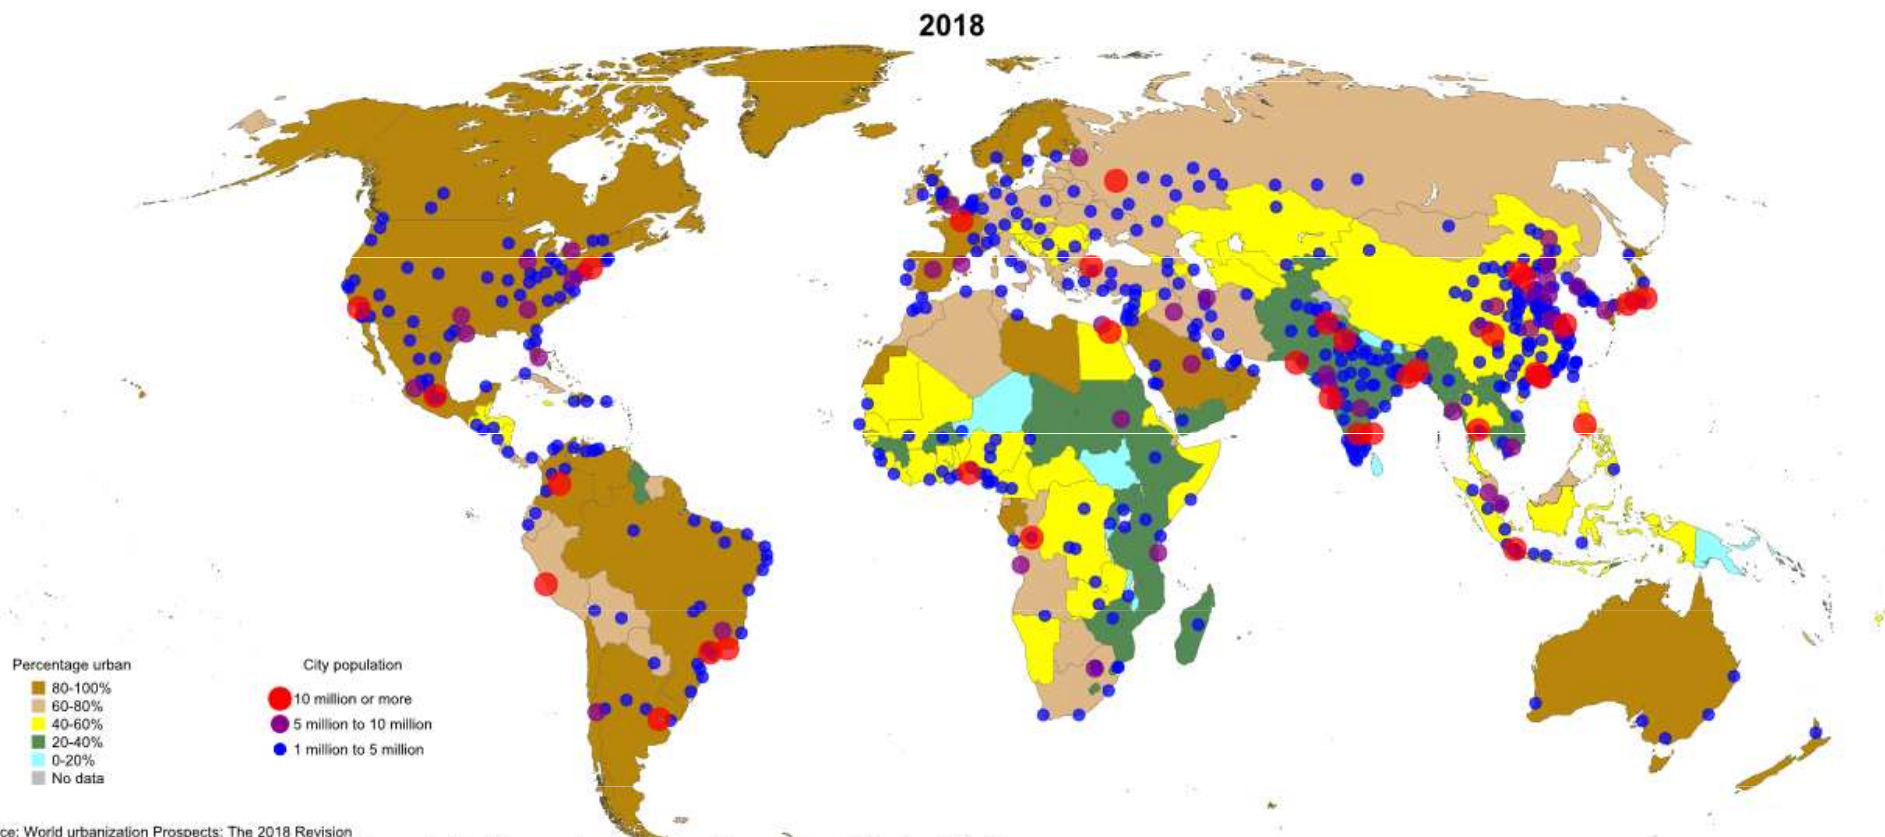 2018
Percentage urban
80-100%
60-80%
40-60%
20-40%
0-20%
No data
City population
10 million or more
5 million to 10 million
1 million to 5 million
ce: World urbanization Prospects: The 2018 Revision